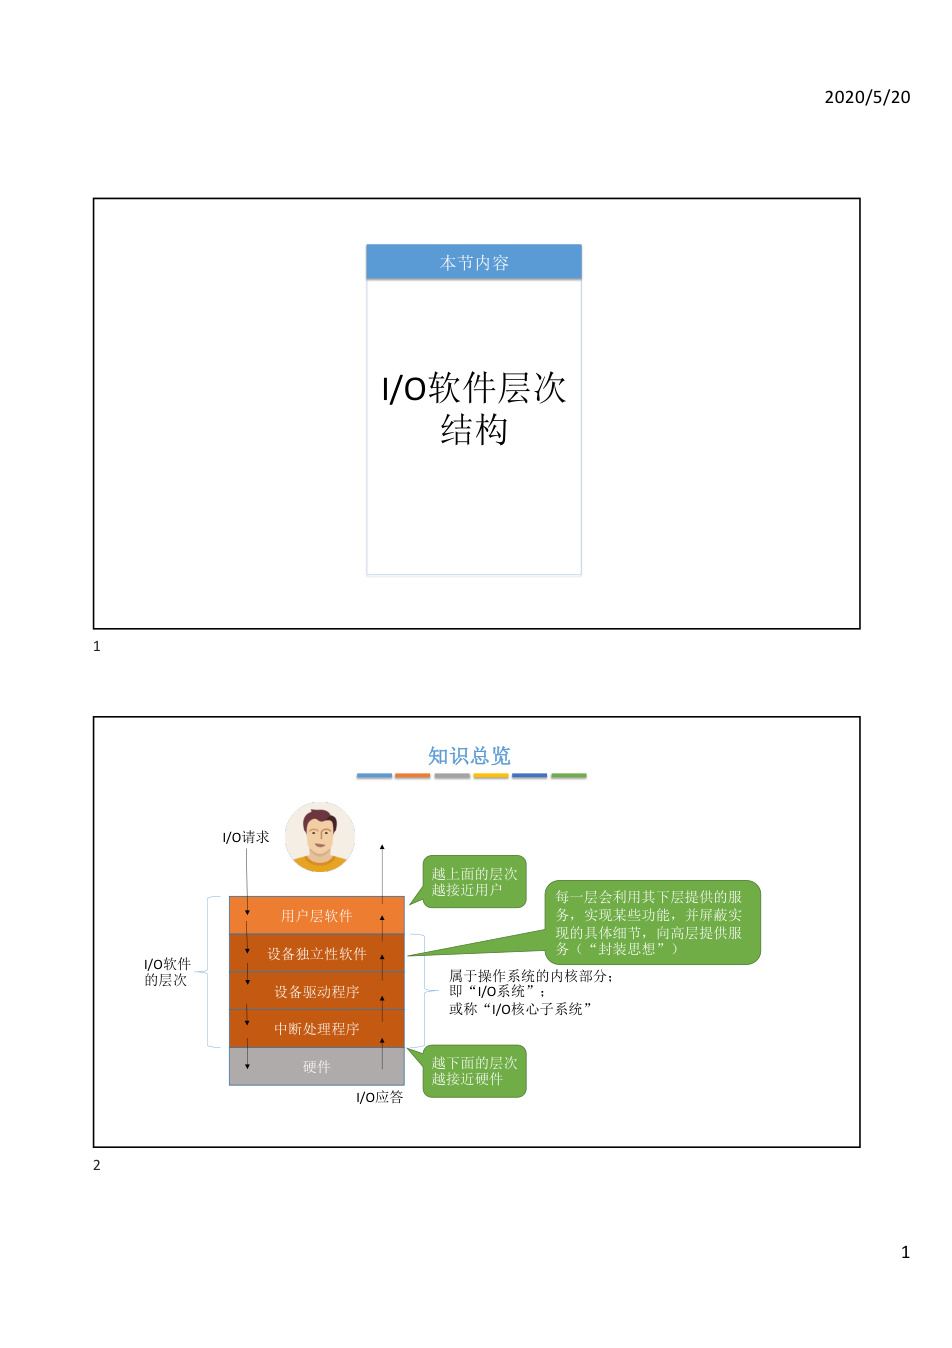 2020/5/20
本节内容
I/O软件层次
结构
1
知识总览
I/O请求
越上面的层次
越接近用户
每一层会利用其下层提供的服
务，实现某些功能，并屏蔽实
现的具体细节，向高层提供服
务（“封装思想”）
用户层软件
设备独立性软件
I/O软件
的层次
设备驱动程序
中断处理程序
硬件
属于操作系统的内核部分；
即“I/O系统”；
或称“I/O核心子系统”
越下面的层次
越接近硬件
I/O应答
2
1